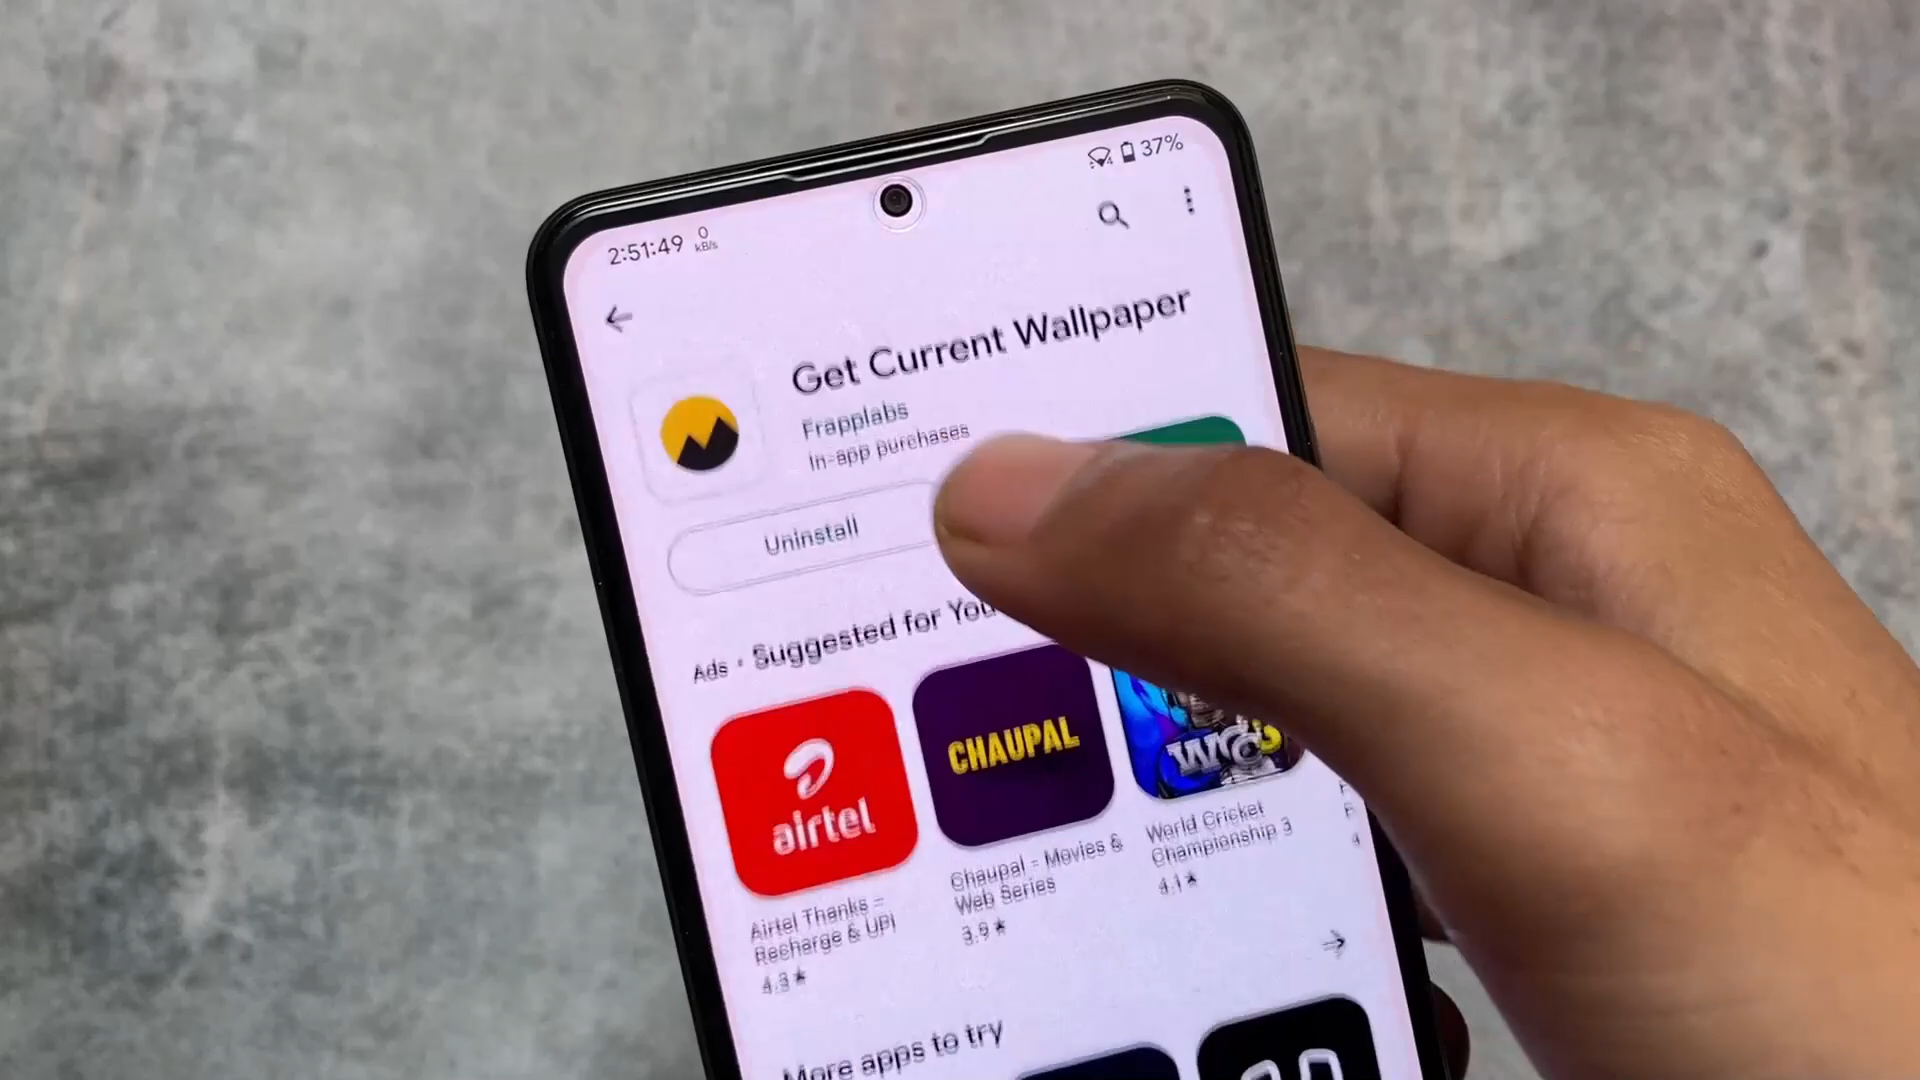 2:51:49 0 kB/s 37%
Get Current Wallpaper
Frapplabs
In-app purchases
Uninstall
Ads • Suggested for You
airtel
CHAUPAL
WCC3
Airtel Thanks –
Recharge & UPI
4.3★
Chaupal - Movies &
Web Series
3.9★
World Cricket
Championship 3
4.1★
F
F
4
More apps to try